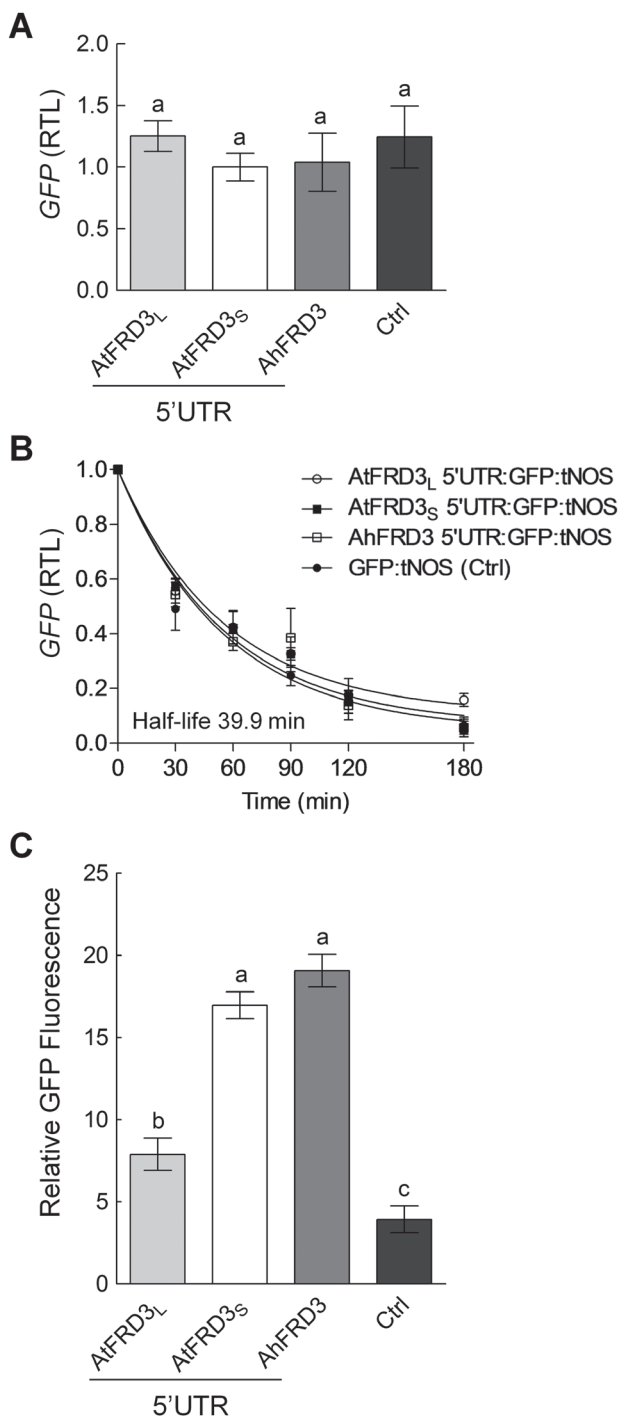 A
2.0
1.5
1.0
0.5
0.0
GFP (RTL)
a
a
a
a
AtFRD3L
AtFRD3S
AhFRD3
Ctrl
5’UTR
B
1.0
0.8
0.6
0.4
0.2
0.0
GFP (RTL)
AtFRD3L 5'UTR:GFP:tNOS
AtFRD3S 5'UTR:GFP:tNOS
AhFRD3 5'UTR:GFP:tNOS
GFP:tNOS (Ctrl)
Half-life 39.9 min
0 30 60 90 120 180
Time (min)
C
25
20
15
10
5
0
Relative GFP Fluorescence
b
a
a
c
AtFRD3L
AtFRD3S
AhFRD3
Ctrl
5’UTR